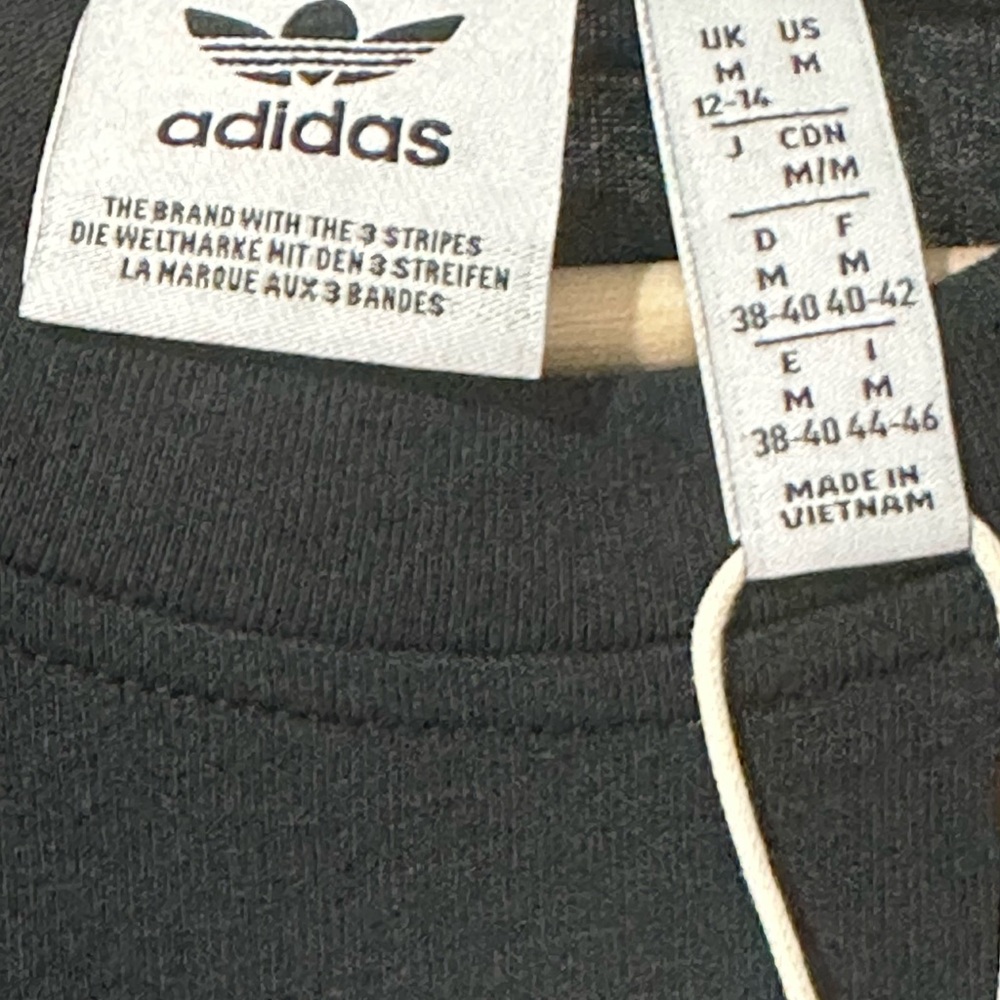 adidas
THE BRAND WITH THE 3 STRIPES
DIE WELTMARKE MIT DEN 3 STREIFEN
LA MARQUE AUX 3 BANDES
UK US
M M
12-14
J CDN
M/M
D F
M M
38-40 40-42
E I
M M
38-40 44-46
MADE IN
VIETNAM